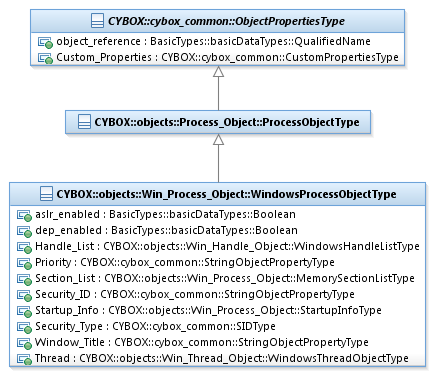 CYBOX::cybox_common::ObjectPropertiesType
object_reference : BasicTypes::basicDataTypes::QualifiedName
Custom_Properties : CYBOX::cybox_common::CustomPropertiesType
CYBOX::objects::Process_Object::ProcessObjectType
CYBOX::objects::Win_Process_Object::WindowsProcessObjectType
aslr_enabled : BasicTypes::basicDataTypes::Boolean
dep_enabled : BasicTypes::basicDataTypes::Boolean
Handle_List : CYBOX::objects::Win_Handle_Object::WindowsHandleListType
Priority : CYBOX::cybox_common::StringObjectPropertyType
Section_List : CYBOX::objects::Win_Process_Object::MemorySectionListType
Security_ID : CYBOX::cybox_common::StringObjectPropertyType
Startup_Info : CYBOX::objects::Win_Process_Object::StartupInfoType
Security_Type : CYBOX::cybox_common::SIDType
Window_Title : CYBOX::cybox_common::StringObjectPropertyType
Thread : CYBOX::objects::Win_Thread_Object::WindowsThreadObjectType